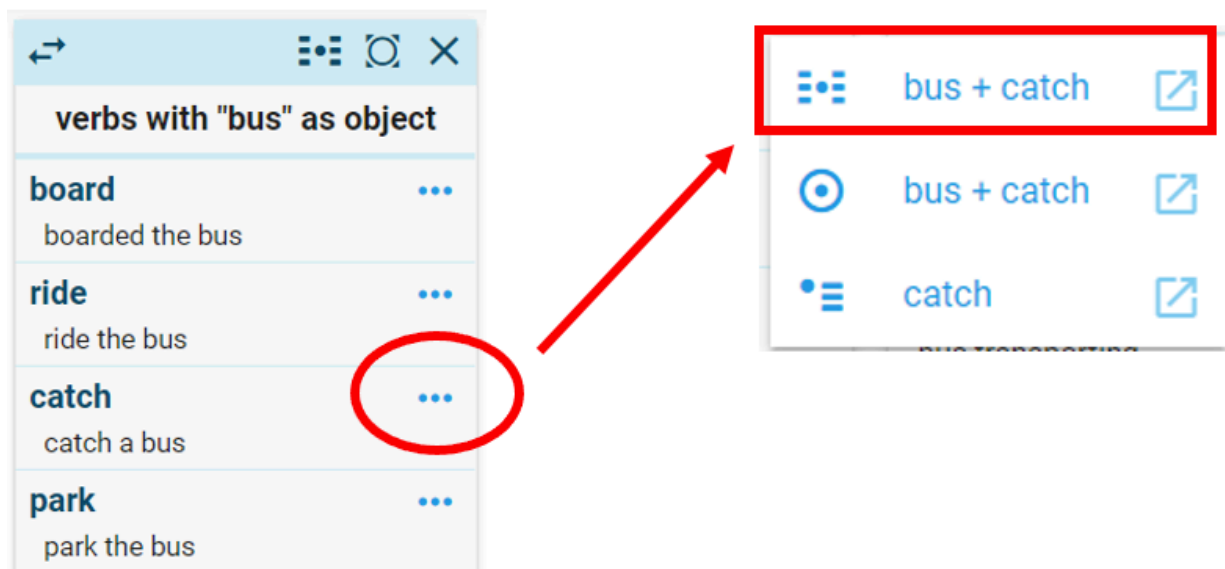 verbs with "bus" as object
board
boarded the bus
ride
ride the bus
catch
catch a bus
park
park the bus
bus + catch
bus + catch
catch